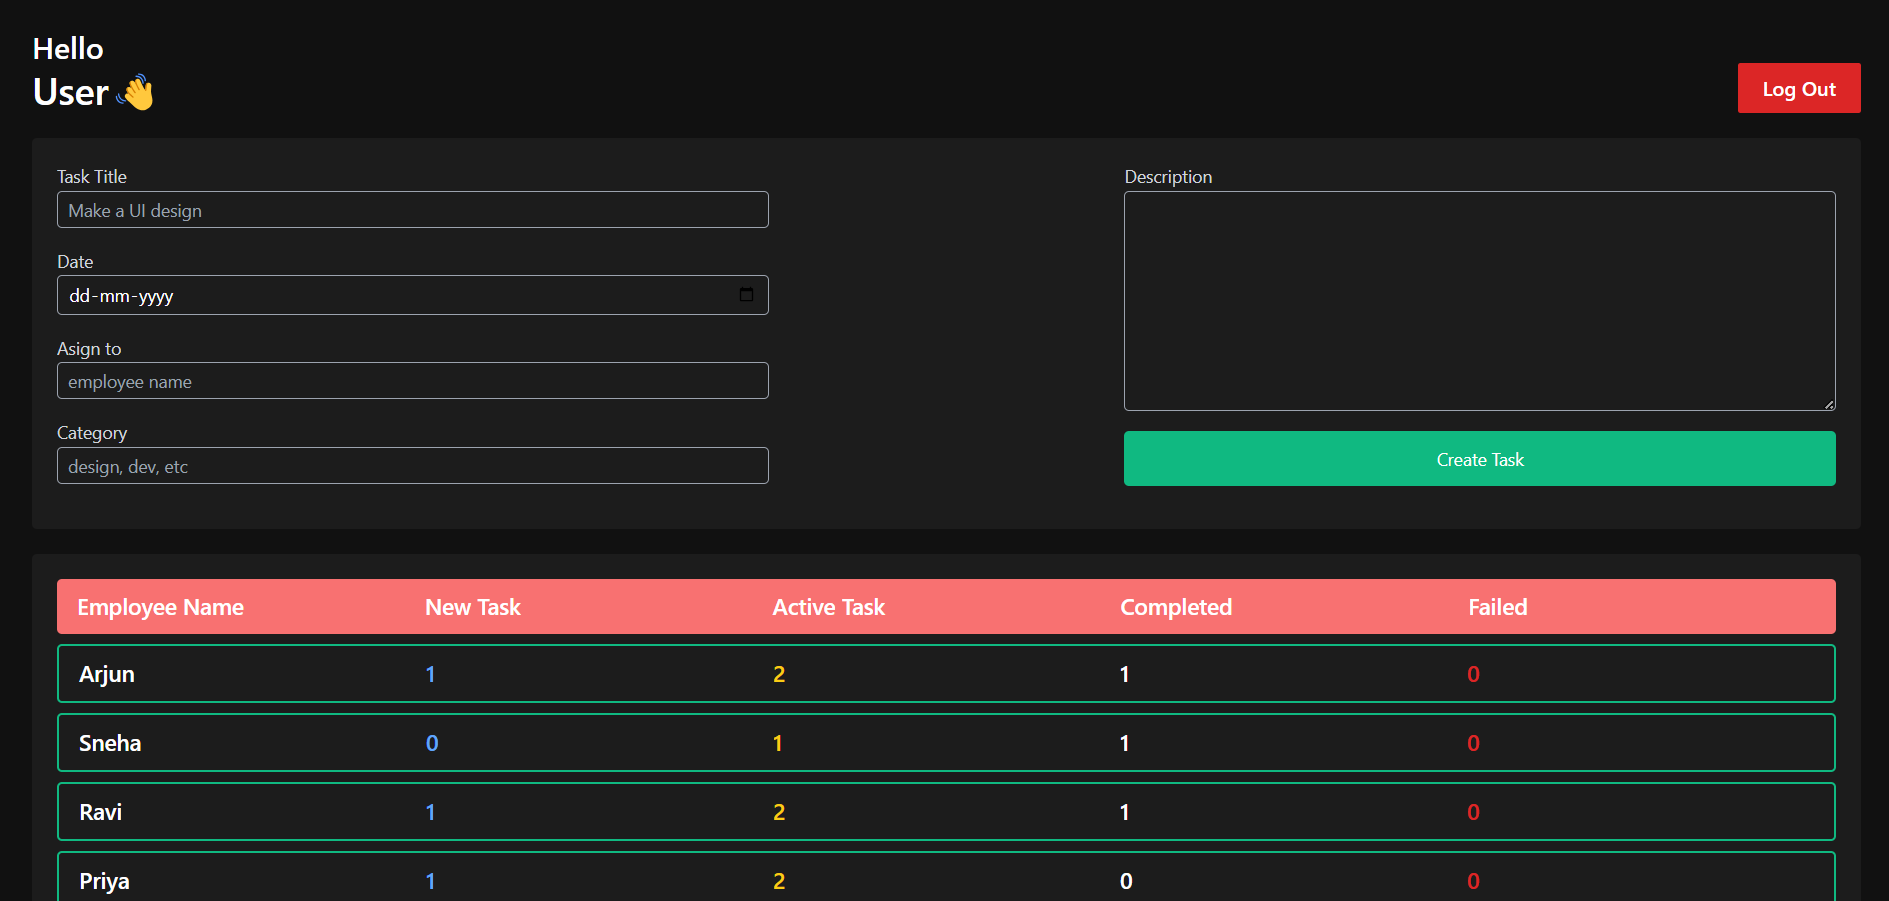 Hello
User 👋
Log Out
Task Title
Make a UI design
Date
dd-mm-yyyy
Asign to
employee name
Category
design, dev, etc
Description
Create Task
Employee Name New Task Active Task Completed Failed
Arjun 1 2 1 0
Sneha 0 1 1 0
Ravi 1 2 1 0
Priya 1 2 0 0